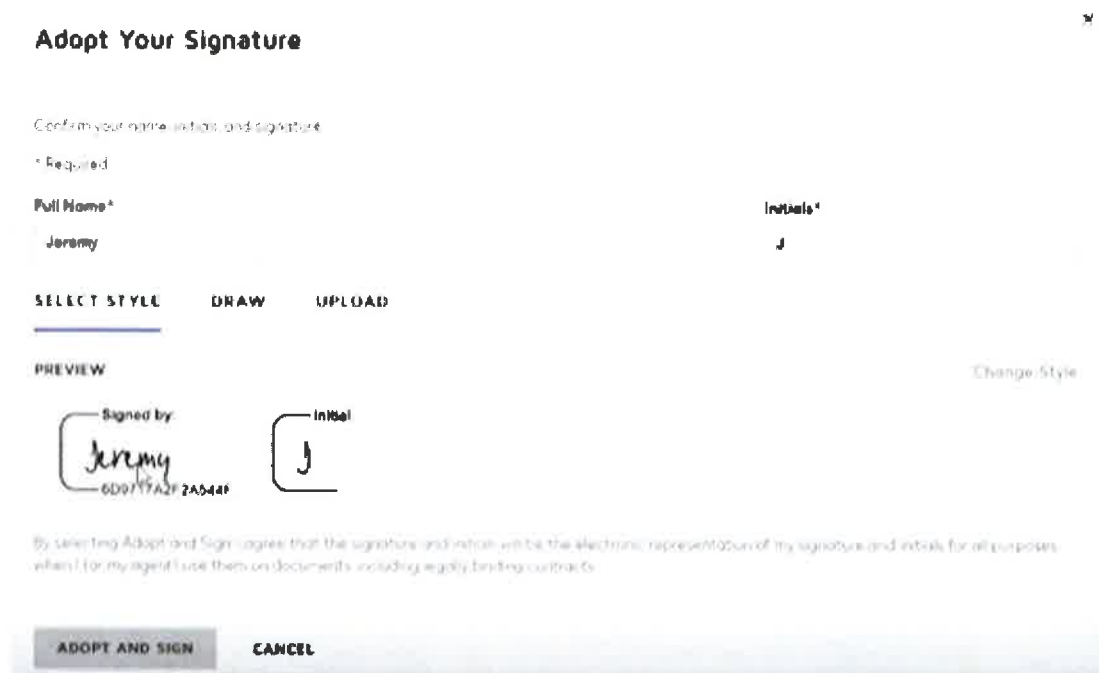 Adopt Your Signature
Confirm your name, initials, and signature.
* Required
Full Name*
Initials*
Jeremy
J
SELECT STYLE DRAW UPLOAD
PREVIEW
Change Style
Signed by:
Initial
Jeremy
J
By selecting Adopt and Sign, I agree that the signature and initials will be the electronic representation of my signature and initials for all purposes
when I (or my agent) use them on documents, including legally binding contracts.
ADOPT AND SIGN CANCEL